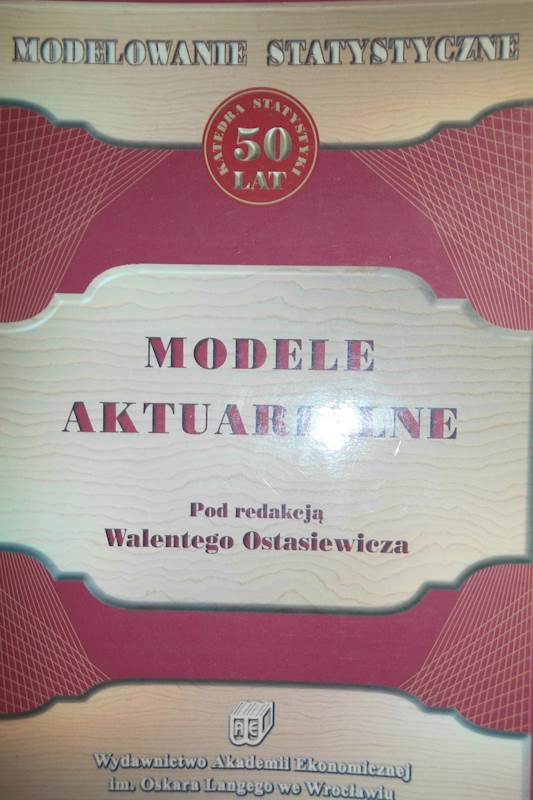 MODELOWANIE STATYSTYCZNE
KATEDRA STATYSTYKI
50
LAT
MODELE
AKTUARIALNE
Pod redakcją
Walentego Ostasiewicza
AE
Wydawnictwo Akademii Ekonomicznej
im. Oskara Langego we Wrocławiu